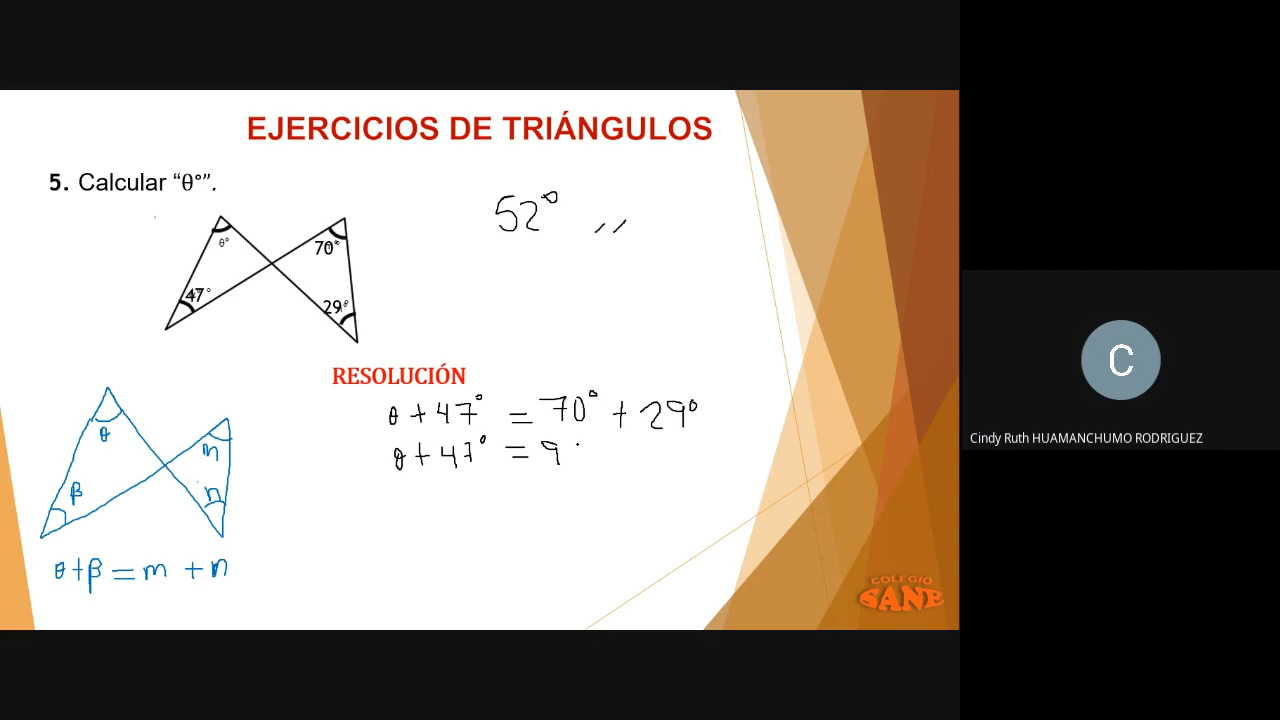 EJERCICIOS DE TRIÁNGULOS
5. Calcular “θ°”.
52° ,,
θ°
70°
47°
29°
RESOLUCIÓN
θ + 47° = 70° + 29°
θ + 47° = 9
θ
m
β
n
θ+β = m + n
C
Cindy Ruth HUAMANCHUMO RODRIGUEZ
COLEGIO
SANE